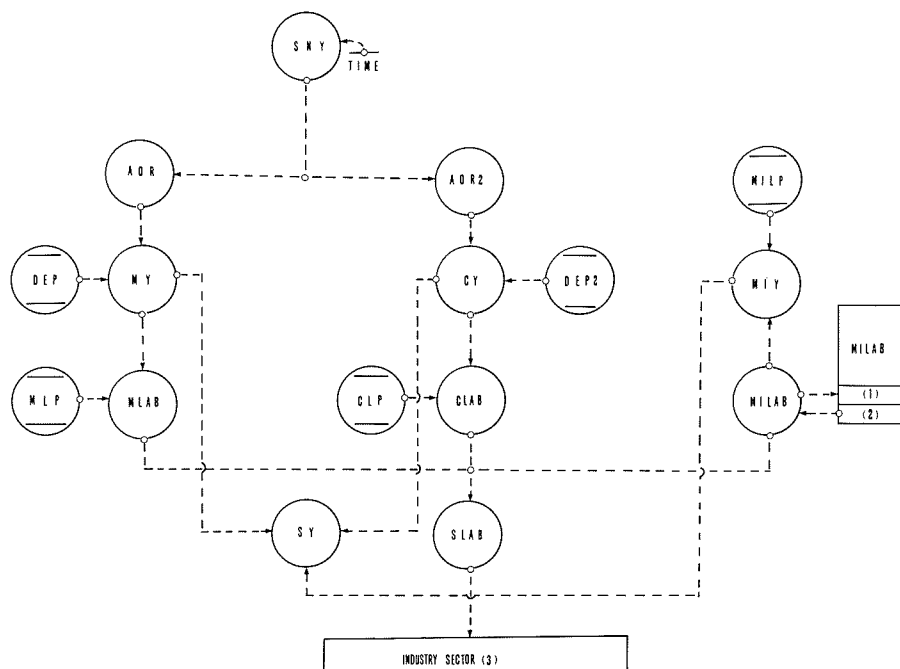 SNY
TIME
AOR
AOR2
MILP
DEP
MY
CY
DEP2
MIY
MILAB
MLP
MLAB
CLP
CLAB
MILAB
(1)
(2)
SY
SLAB
INDUSTRY SECTOR (3)